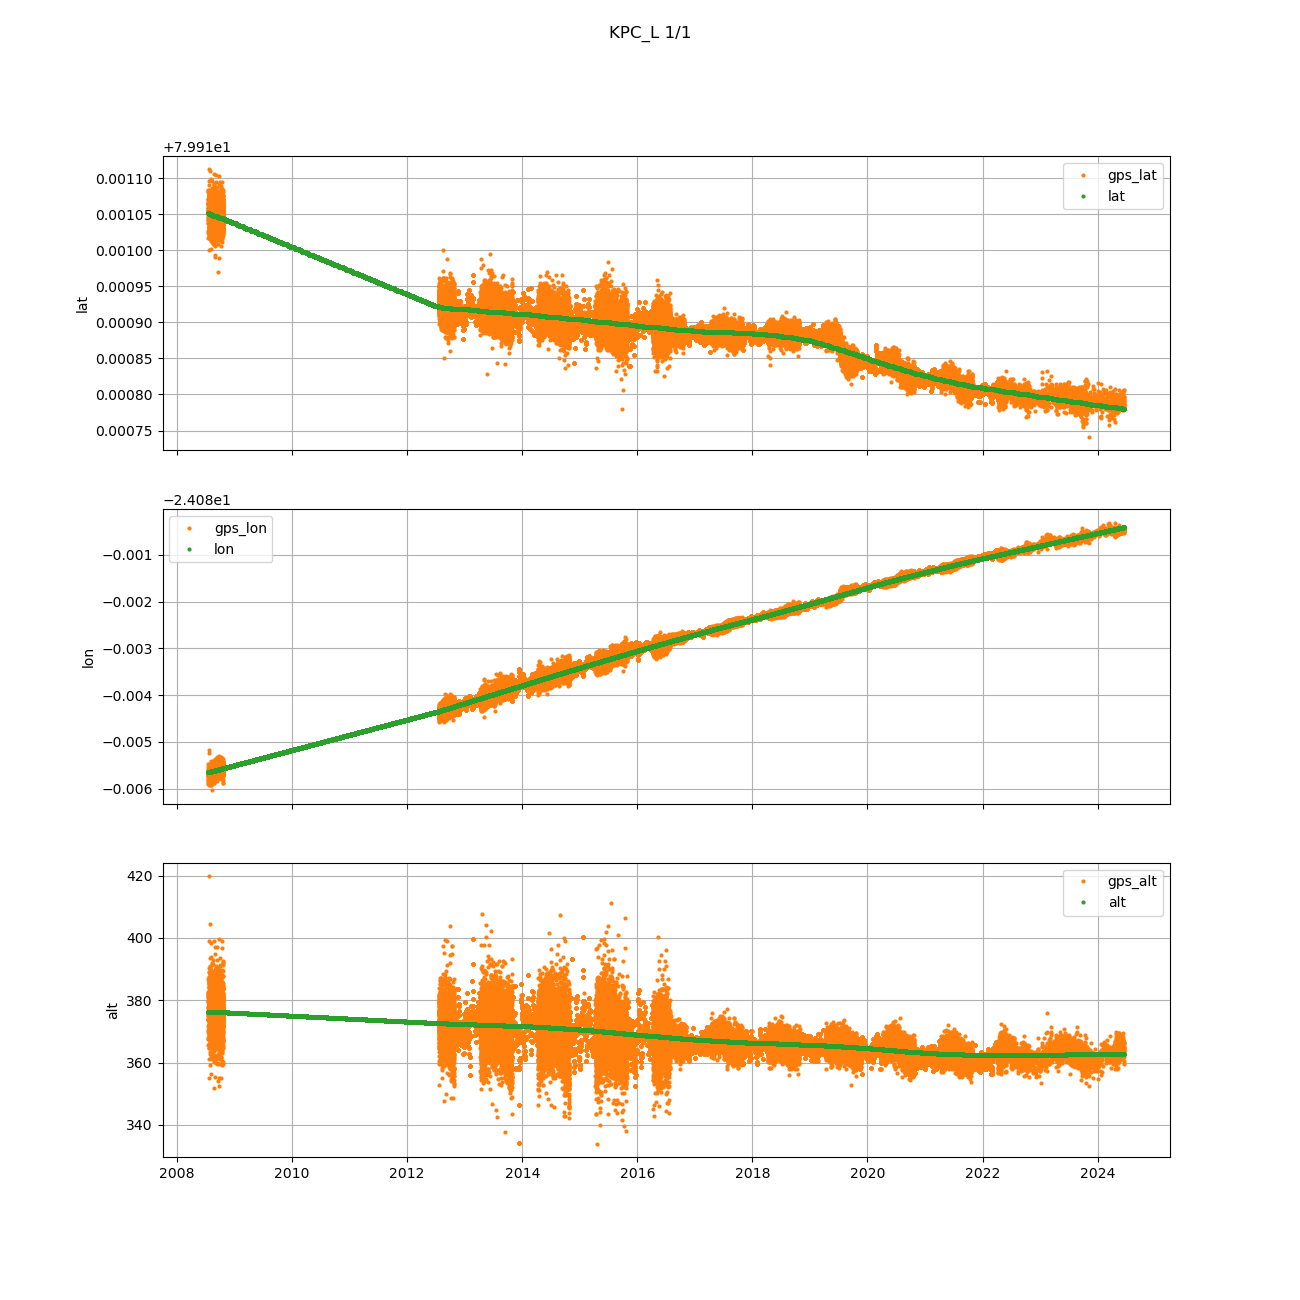 KPC_L 1/1
+7.991e1
0.00110
0.00105
0.00100
0.00095
0.00090
0.00085
0.00080
0.00075
lat
gps_lat
lat
−2.408e1
−0.001
−0.002
−0.003
−0.004
−0.005
−0.006
lon
gps_lon
lon
420
400
380
360
340
alt
gps_alt
alt
2008 2010 2012 2014 2016 2018 2020 2022 2024